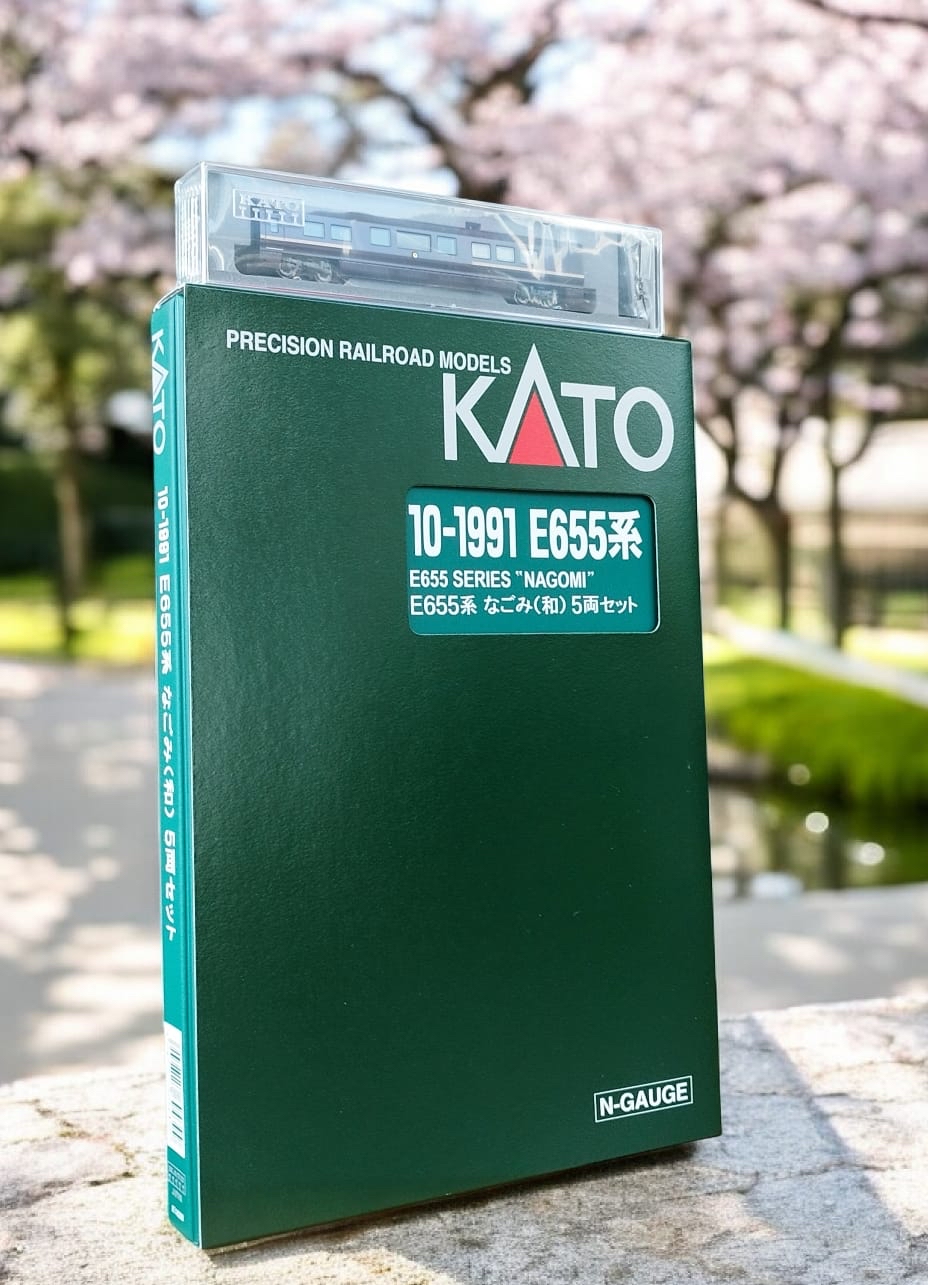 KATO
PRECISION RAILROAD MODELS
KATO
10-1991 E655系
E655 SERIES "NAGOMI"
E655系 なごみ(和) 5両セット
N-GAUGE
KATO 10-1991 E655系 なごみ(和) 5両セット